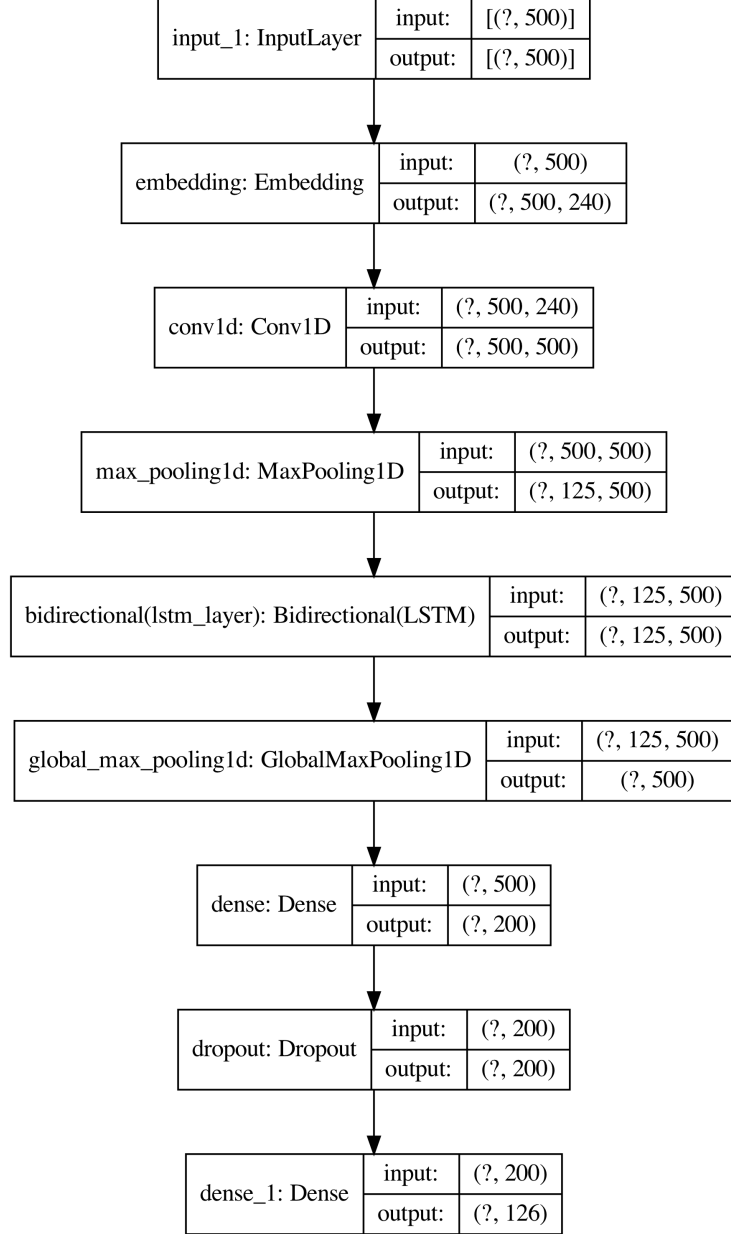 input_1: InputLayer
input:
[(?, 500)]
output:
[(?, 500)]
embedding: Embedding
input:
(?, 500)
output:
(?, 500, 240)
conv1d: Conv1D
input:
(?, 500, 240)
output:
(?, 500, 500)
max_pooling1d: MaxPooling1D
input:
(?, 500, 500)
output:
(?, 125, 500)
bidirectional(lstm_layer): Bidirectional(LSTM)
input:
(?, 125, 500)
output:
(?, 125, 500)
global_max_pooling1d: GlobalMaxPooling1D
input:
(?, 125, 500)
output:
(?, 500)
dense: Dense
input:
(?, 500)
output:
(?, 200)
dropout: Dropout
input:
(?, 200)
output:
(?, 200)
dense_1: Dense
input:
(?, 200)
output:
(?, 126)